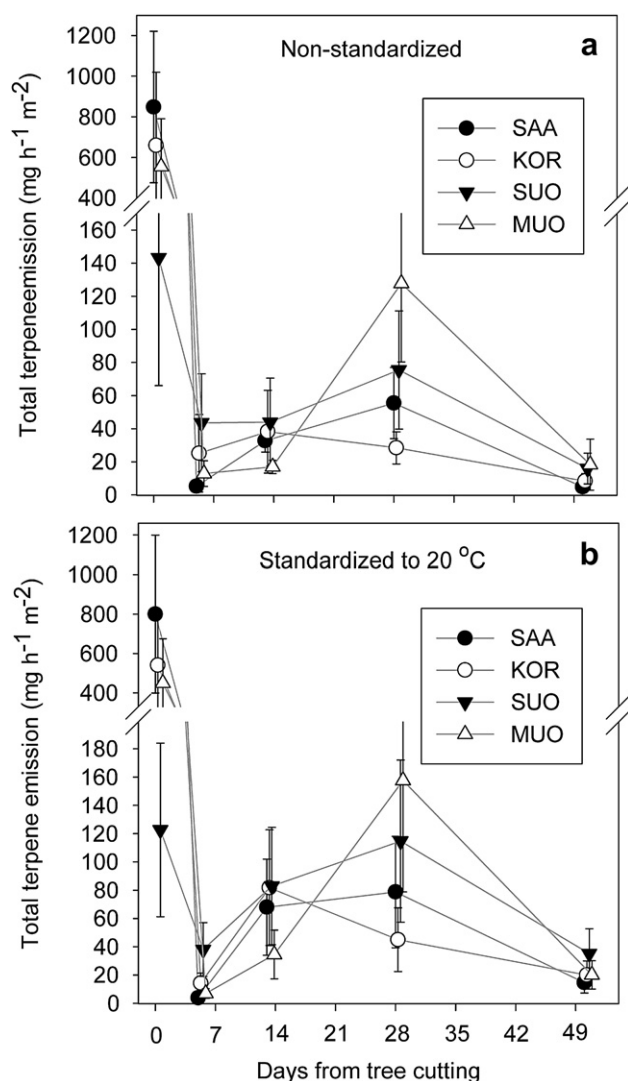 Non-standardized
a
1200
1000
800
600
400
160
140
120
100
80
60
40
20
0
Total terpeneemission (mg h⁻¹ m⁻²)
SAA
KOR
SUO
MUO
Standardized to 20 °C
b
1200
1000
800
600
400
180
160
140
120
100
80
60
40
20
0
Total terpene emission (mg h⁻¹ m⁻²)
SAA
KOR
SUO
MUO
0 7 14 21 28 35 42 49
Days from tree cutting